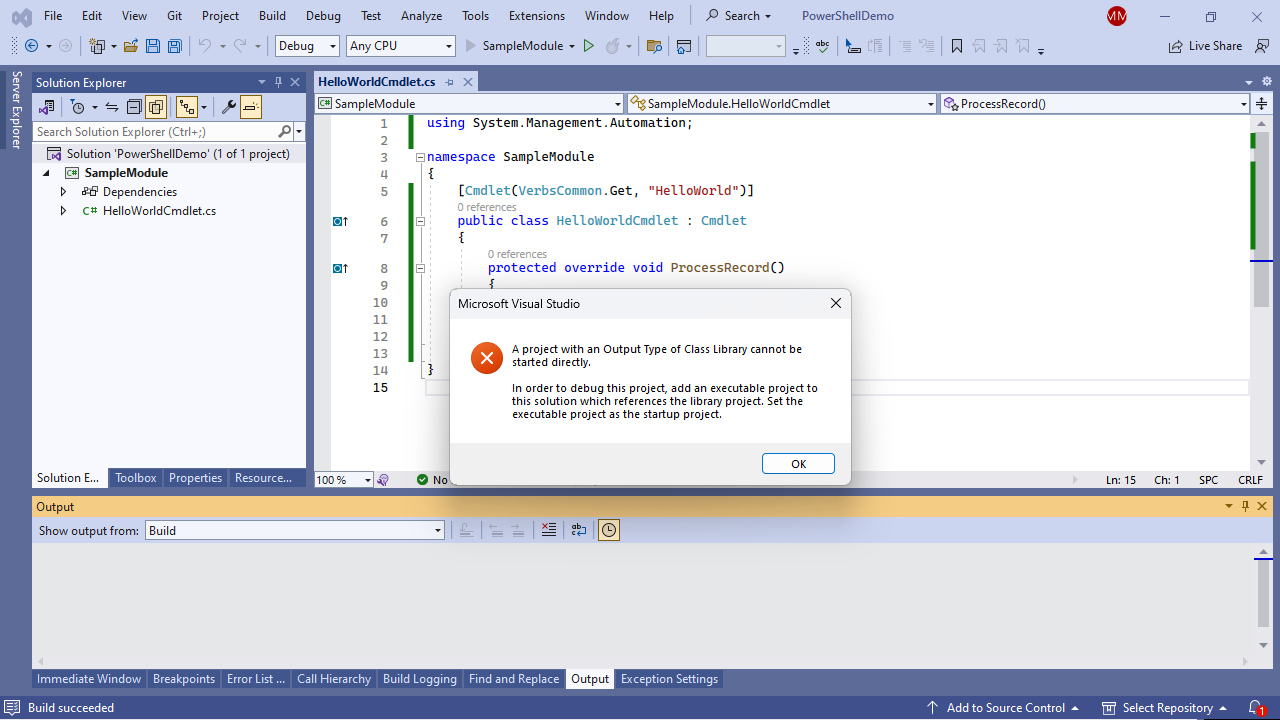 File Edit View Git Project Build Debug Test Analyze Tools Extensions Window Help Search PowerShellDemo MM
Debug Any CPU SampleModule Live Share
Server Explorer
Solution Explorer
Search Solution Explorer (Ctrl+;)
Solution 'PowerShellDemo' (1 of 1 project)
SampleModule
Dependencies
C# HelloWorldCmdlet.cs
Solution E... Toolbox Properties Resource...
HelloWorldCmdlet.cs
SampleModule SampleModule.HelloWorldCmdlet ProcessRecord()
1 using System.Management.Automation;
2
3 namespace SampleModule
4 {
5 [Cmdlet(VerbsCommon.Get, "HelloWorld")]
0 references
6 public class HelloWorldCmdlet : Cmdlet
7 {
0 references
8 protected override void ProcessRecord()
9 {
10
11
12
13
14 }
15
Microsoft Visual Studio
A project with an Output Type of Class Library cannot be
started directly.
In order to debug this project, add an executable project to
this solution which references the library project. Set the
executable project as the startup project.
OK
100 % No Ln: 15 Ch: 1 SPC CRLF
Output
Show output from: Build
Immediate Window Breakpoints Error List ... Call Hierarchy Build Logging Find and Replace Output Exception Settings
Build succeeded Add to Source Control Select Repository 1